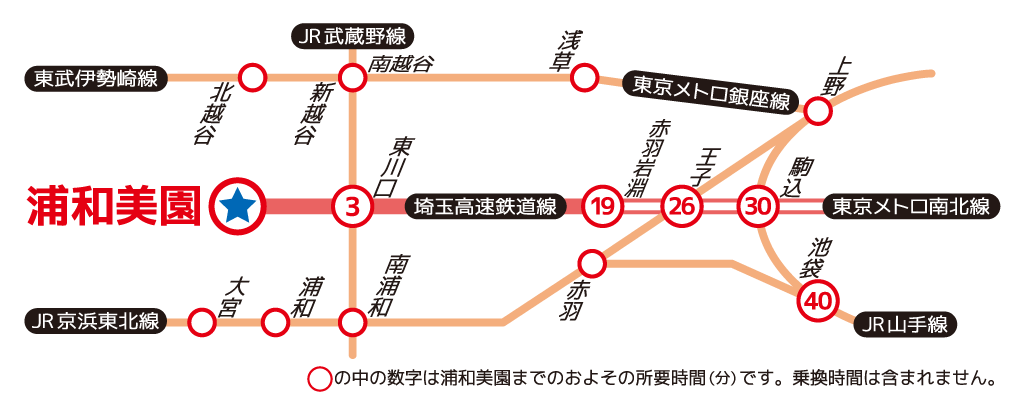 JR武蔵野線
南越谷
浅草
上野
東武伊勢崎線
北越谷
新越谷
東京メトロ銀座線
東川口
赤羽岩淵
王子
駒込
浦和美園
3
埼玉高速鉄道線
19
26
30
東京メトロ南北線
大宮
浦和
南浦和
赤羽
池袋
40
JR京浜東北線
JR山手線
○の中の数字は浦和美園までのおよその所要時間(分)です。乗換時間は含まれません。